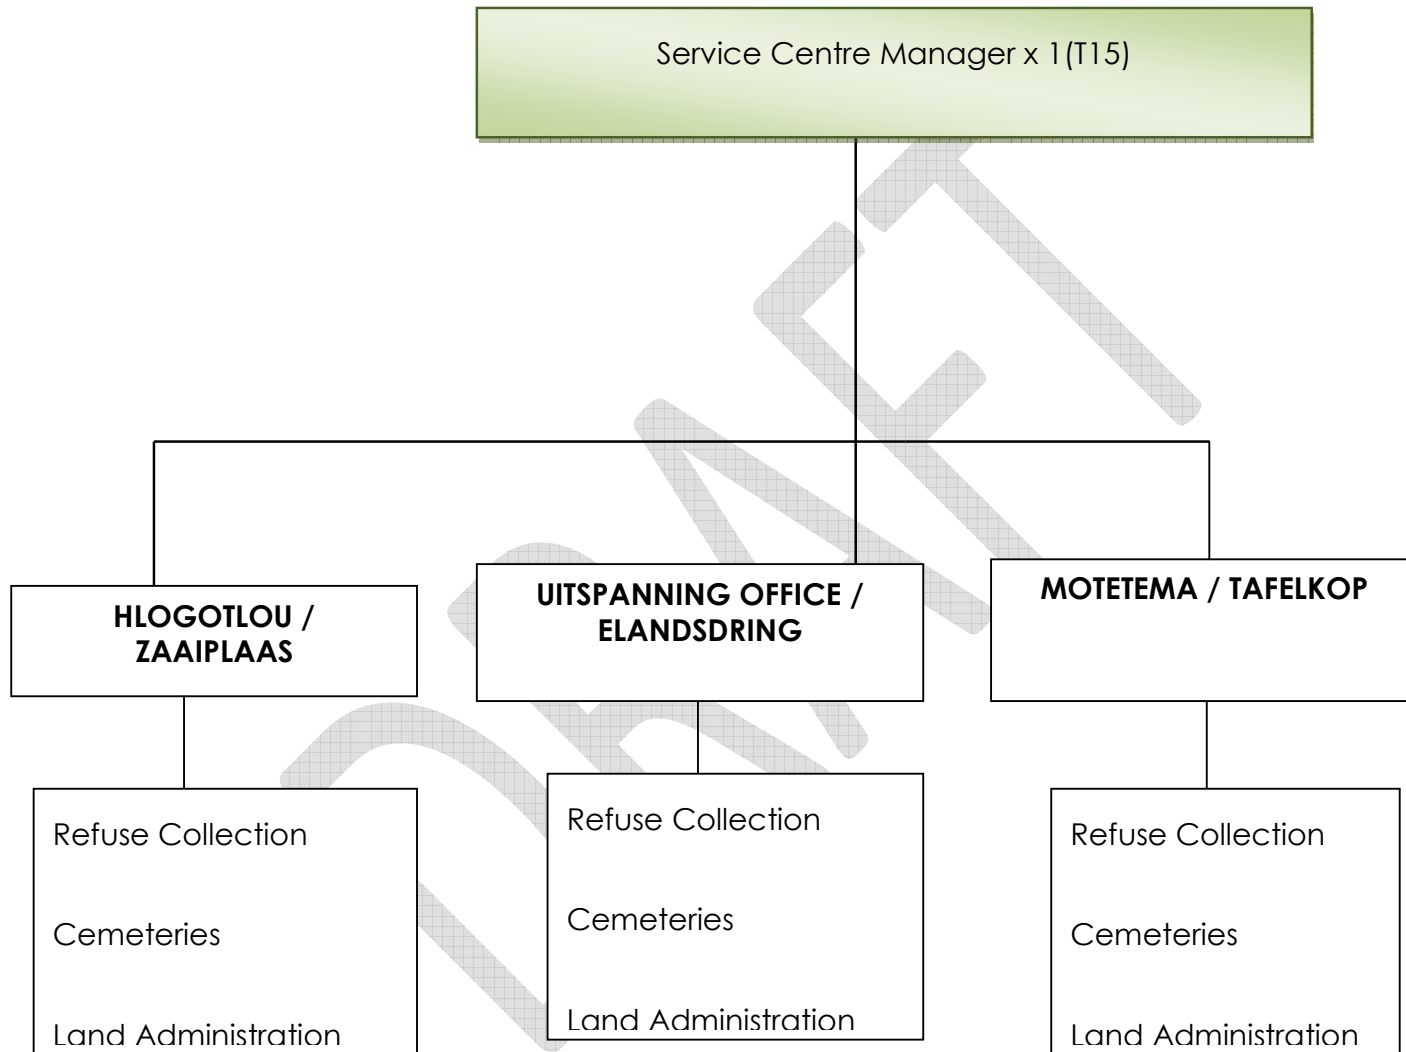 Service Centre Manager x 1(T15)
HLOGOTLOU /
ZAAIPLAAS
UITSPANNING OFFICE /
ELANDSDRING
MOTETEMA / TAFELKOP
Refuse Collection
Cemeteries
Land Administration
Refuse Collection
Cemeteries
Land Administration
Refuse Collection
Cemeteries
Land Administration
DRAFT